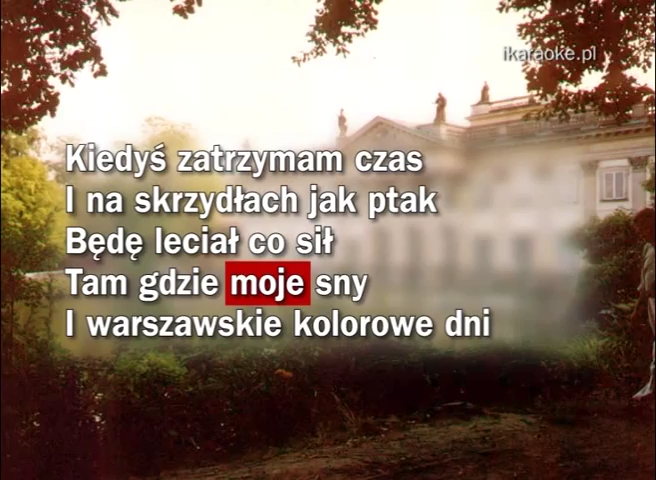 ikaraoke.pl
Kiedyś zatrzymam czas
I na skrzydłach jak ptak
Będę leciał co sił
Tam gdzie moje sny
I warszawskie kolorowe dni